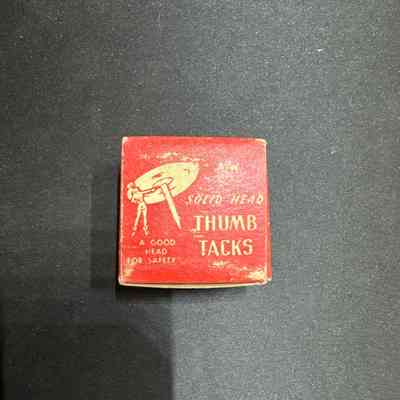 SOLID HEAD
THUMB
TACKS
A GOOD
HEAD
FOR SAFETY